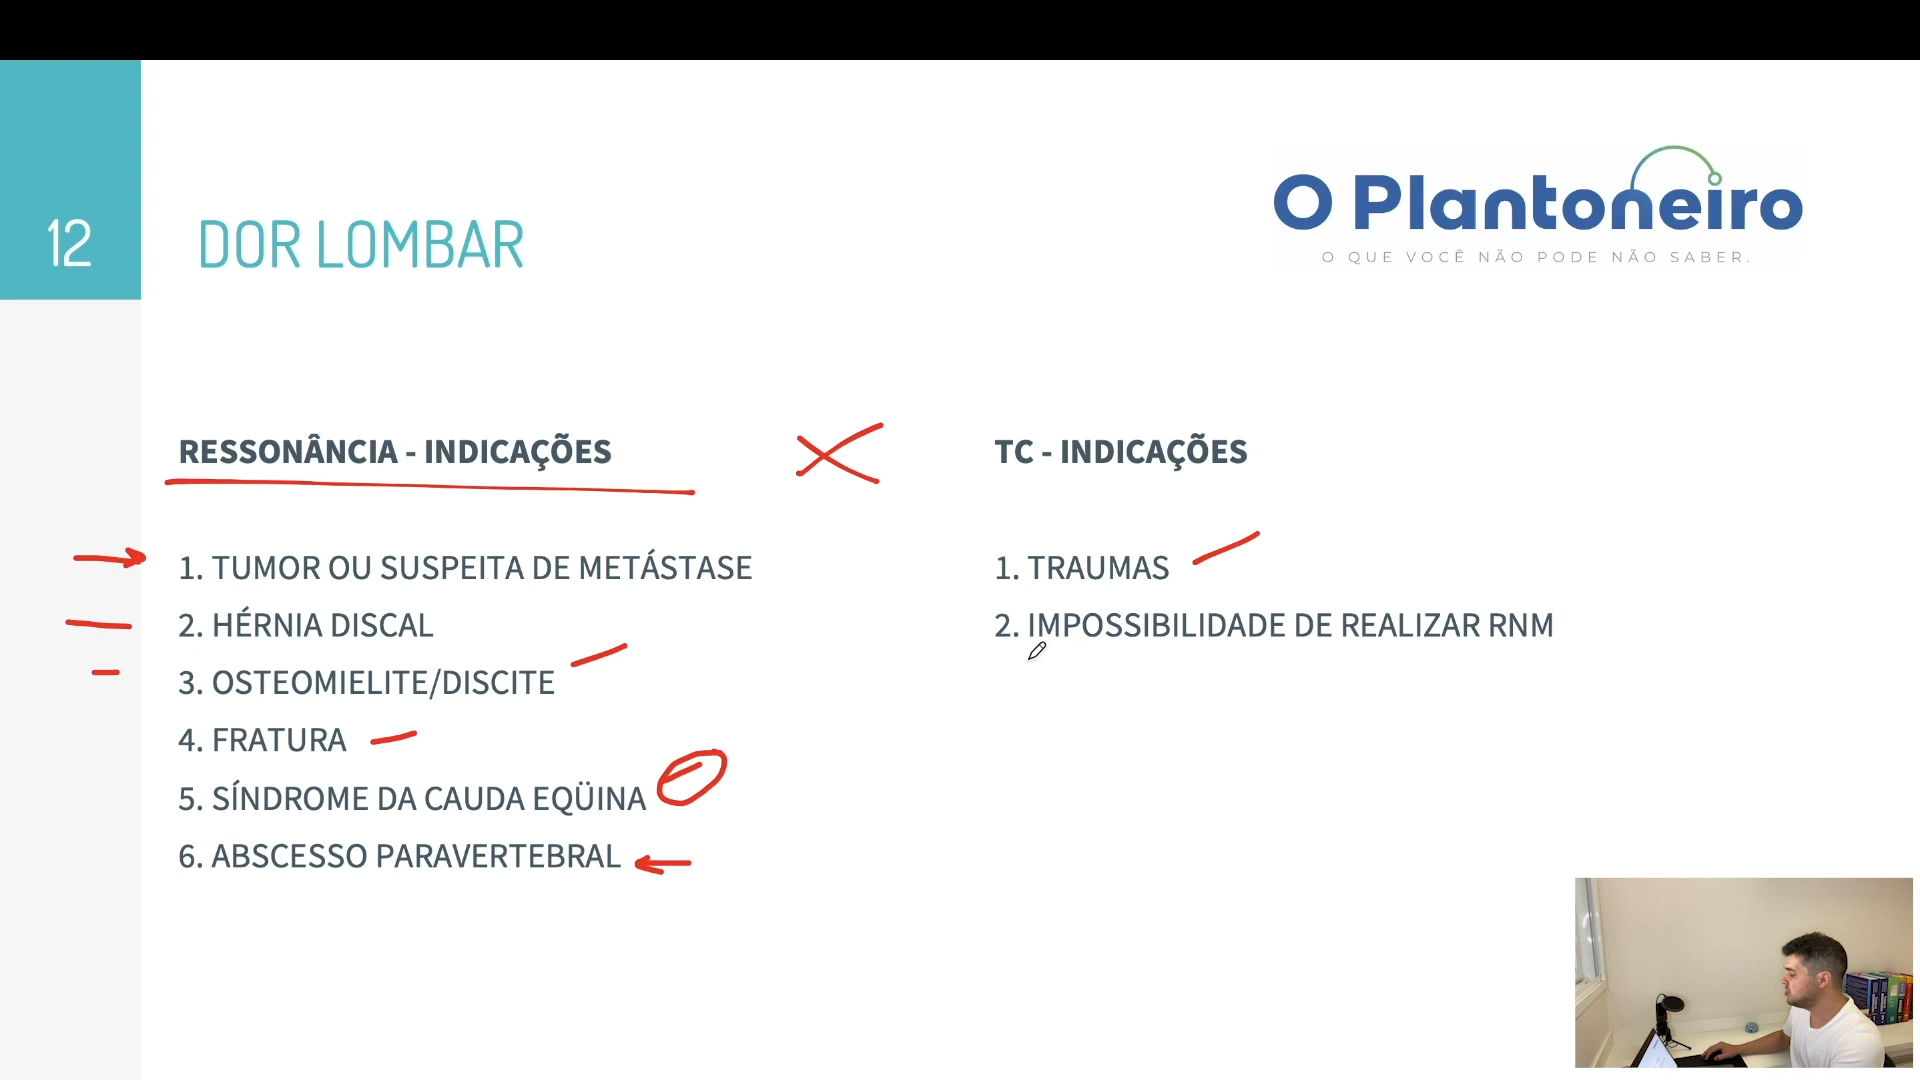 12
DOR LOMBAR
O Plantoneiro
O QUE VOCÊ NÃO PODE NÃO SABER.
RESSONÂNCIA - INDICAÇÕES
1. TUMOR OU SUSPEITA DE METÁSTASE
2. HÉRNIA DISCAL
3. OSTEOMIELITE/DISCITE
4. FRATURA
5. SÍNDROME DA CAUDA EQÜINA
6. ABSCESSO PARAVERTEBRAL
TC - INDICAÇÕES
1. TRAUMAS
2. IMPOSSIBILIDADE DE REALIZAR RNM